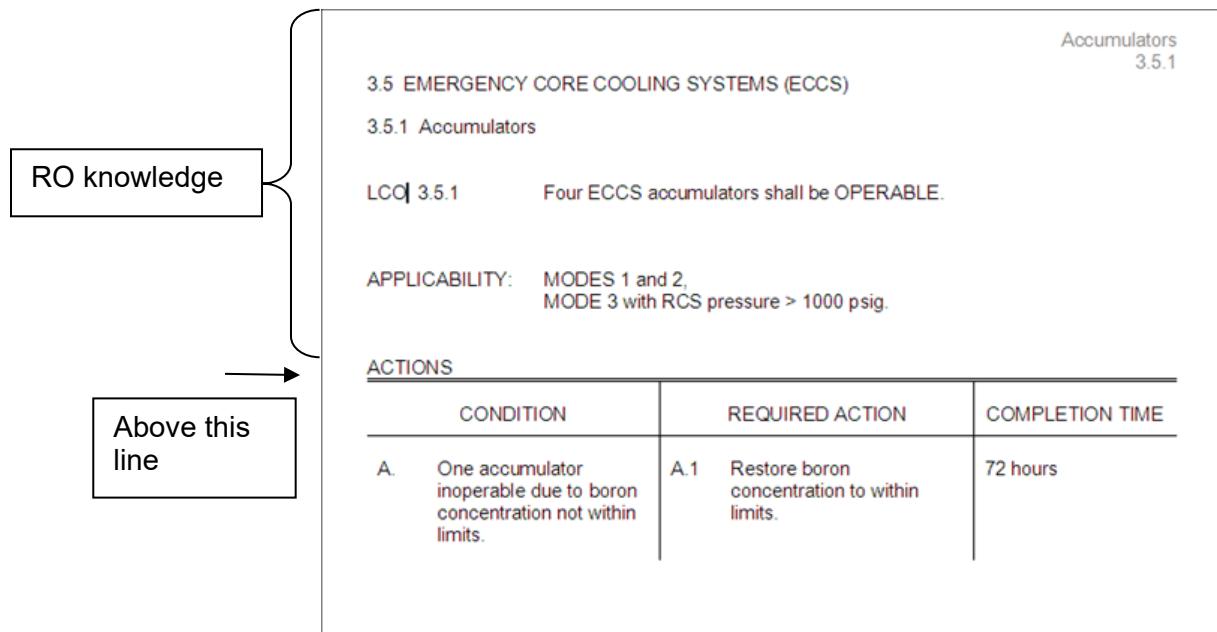 Accumulators
3.5.1
3.5 EMERGENCY CORE COOLING SYSTEMS (ECCS)
3.5.1 Accumulators
RO knowledge
LCO 3.5.1 Four ECCS accumulators shall be OPERABLE.
APPLICABILITY: MODES 1 and 2,
MODE 3 with RCS pressure > 1000 psig.
ACTIONS
Above this
line
CONDITION REQUIRED ACTION COMPLETION TIME
A. One accumulator
inoperable due to boron
concentration not within
limits.
A.1 Restore boron
concentration to within
limits.
72 hours